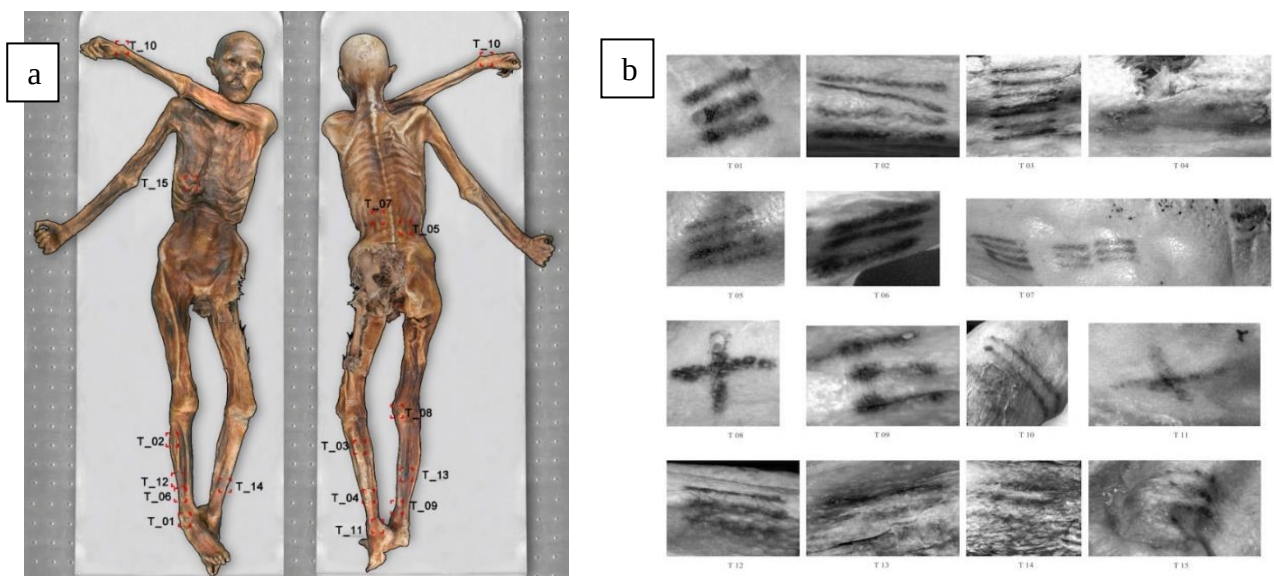 a
T_10
T_10
T_15
T_07
T_05
T_08
T_02
T_03
T_13
T_12
T_14
T_06
T_04
T_09
T_01
T_11
b
T 01
T 02
T 03
T 04
T 05
T 06
T 07
T 08
T 09
T 10
T 11
T 12
T 13
T 14
T 15